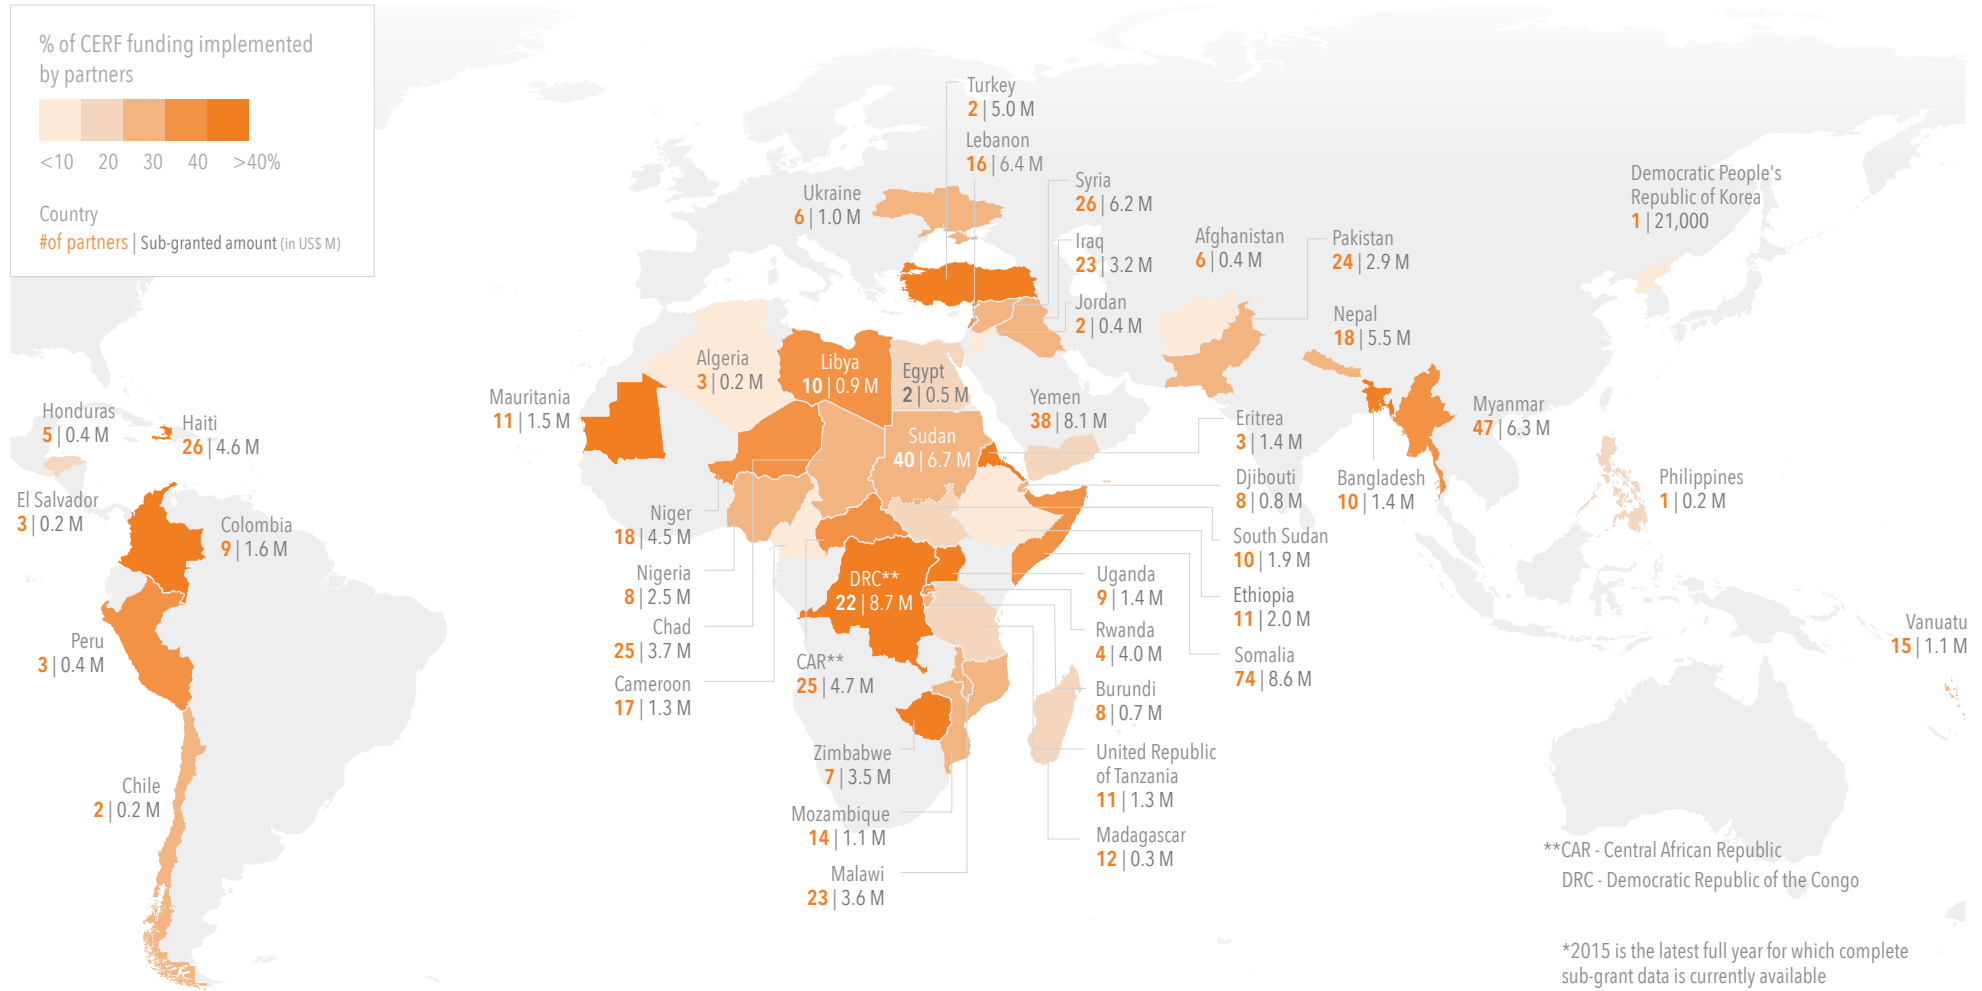 % of CERF funding implemented
by partners
<10 20 30 40 >40%
Country
#of partners | Sub-granted amount (in US$ M)
Turkey
2 | 5.0 M
Lebanon
16 | 6.4 M
Ukraine
6 | 1.0 M
Syria
26 | 6.2 M
Iraq
23 | 3.2 M
Jordan
2 | 0.4 M
Afghanistan
6 | 0.4 M
Pakistan
24 | 2.9 M
Democratic People's
Republic of Korea
1 | 21,000
Nepal
18 | 5.5 M
Algeria
3 | 0.2 M
Libya
10 | 0.9 M
Egypt
2 | 0.5 M
Mauritania
11 | 1.5 M
Yemen
38 | 8.1 M
Honduras
5 | 0.4 M
Haiti
26 | 4.6 M
Sudan
40 | 6.7 M
Eritrea
3 | 1.4 M
Myanmar
47 | 6.3 M
El Salvador
3 | 0.2 M
Colombia
9 | 1.6 M
Djibouti
8 | 0.8 M
Bangladesh
10 | 1.4 M
Philippines
1 | 0.2 M
Niger
18 | 4.5 M
South Sudan
10 | 1.9 M
Nigeria
8 | 2.5 M
DRC**
22 | 8.7 M
Uganda
9 | 1.4 M
Ethiopia
11 | 2.0 M
Chad
25 | 3.7 M
Rwanda
4 | 4.0 M
Somalia
74 | 8.6 M
Peru
3 | 0.4 M
Vanuatu
15 | 1.1 M
Cameroon
17 | 1.3 M
CAR**
25 | 4.7 M
Burundi
8 | 0.7 M
Zimbabwe
7 | 3.5 M
United Republic
of Tanzania
11 | 1.3 M
Chile
2 | 0.2 M
Mozambique
14 | 1.1 M
Madagascar
12 | 0.3 M
Malawi
23 | 3.6 M
**CAR - Central African Republic
DRC - Democratic Republic of the Congo
*2015 is the latest full year for which complete
sub-grant data is currently available